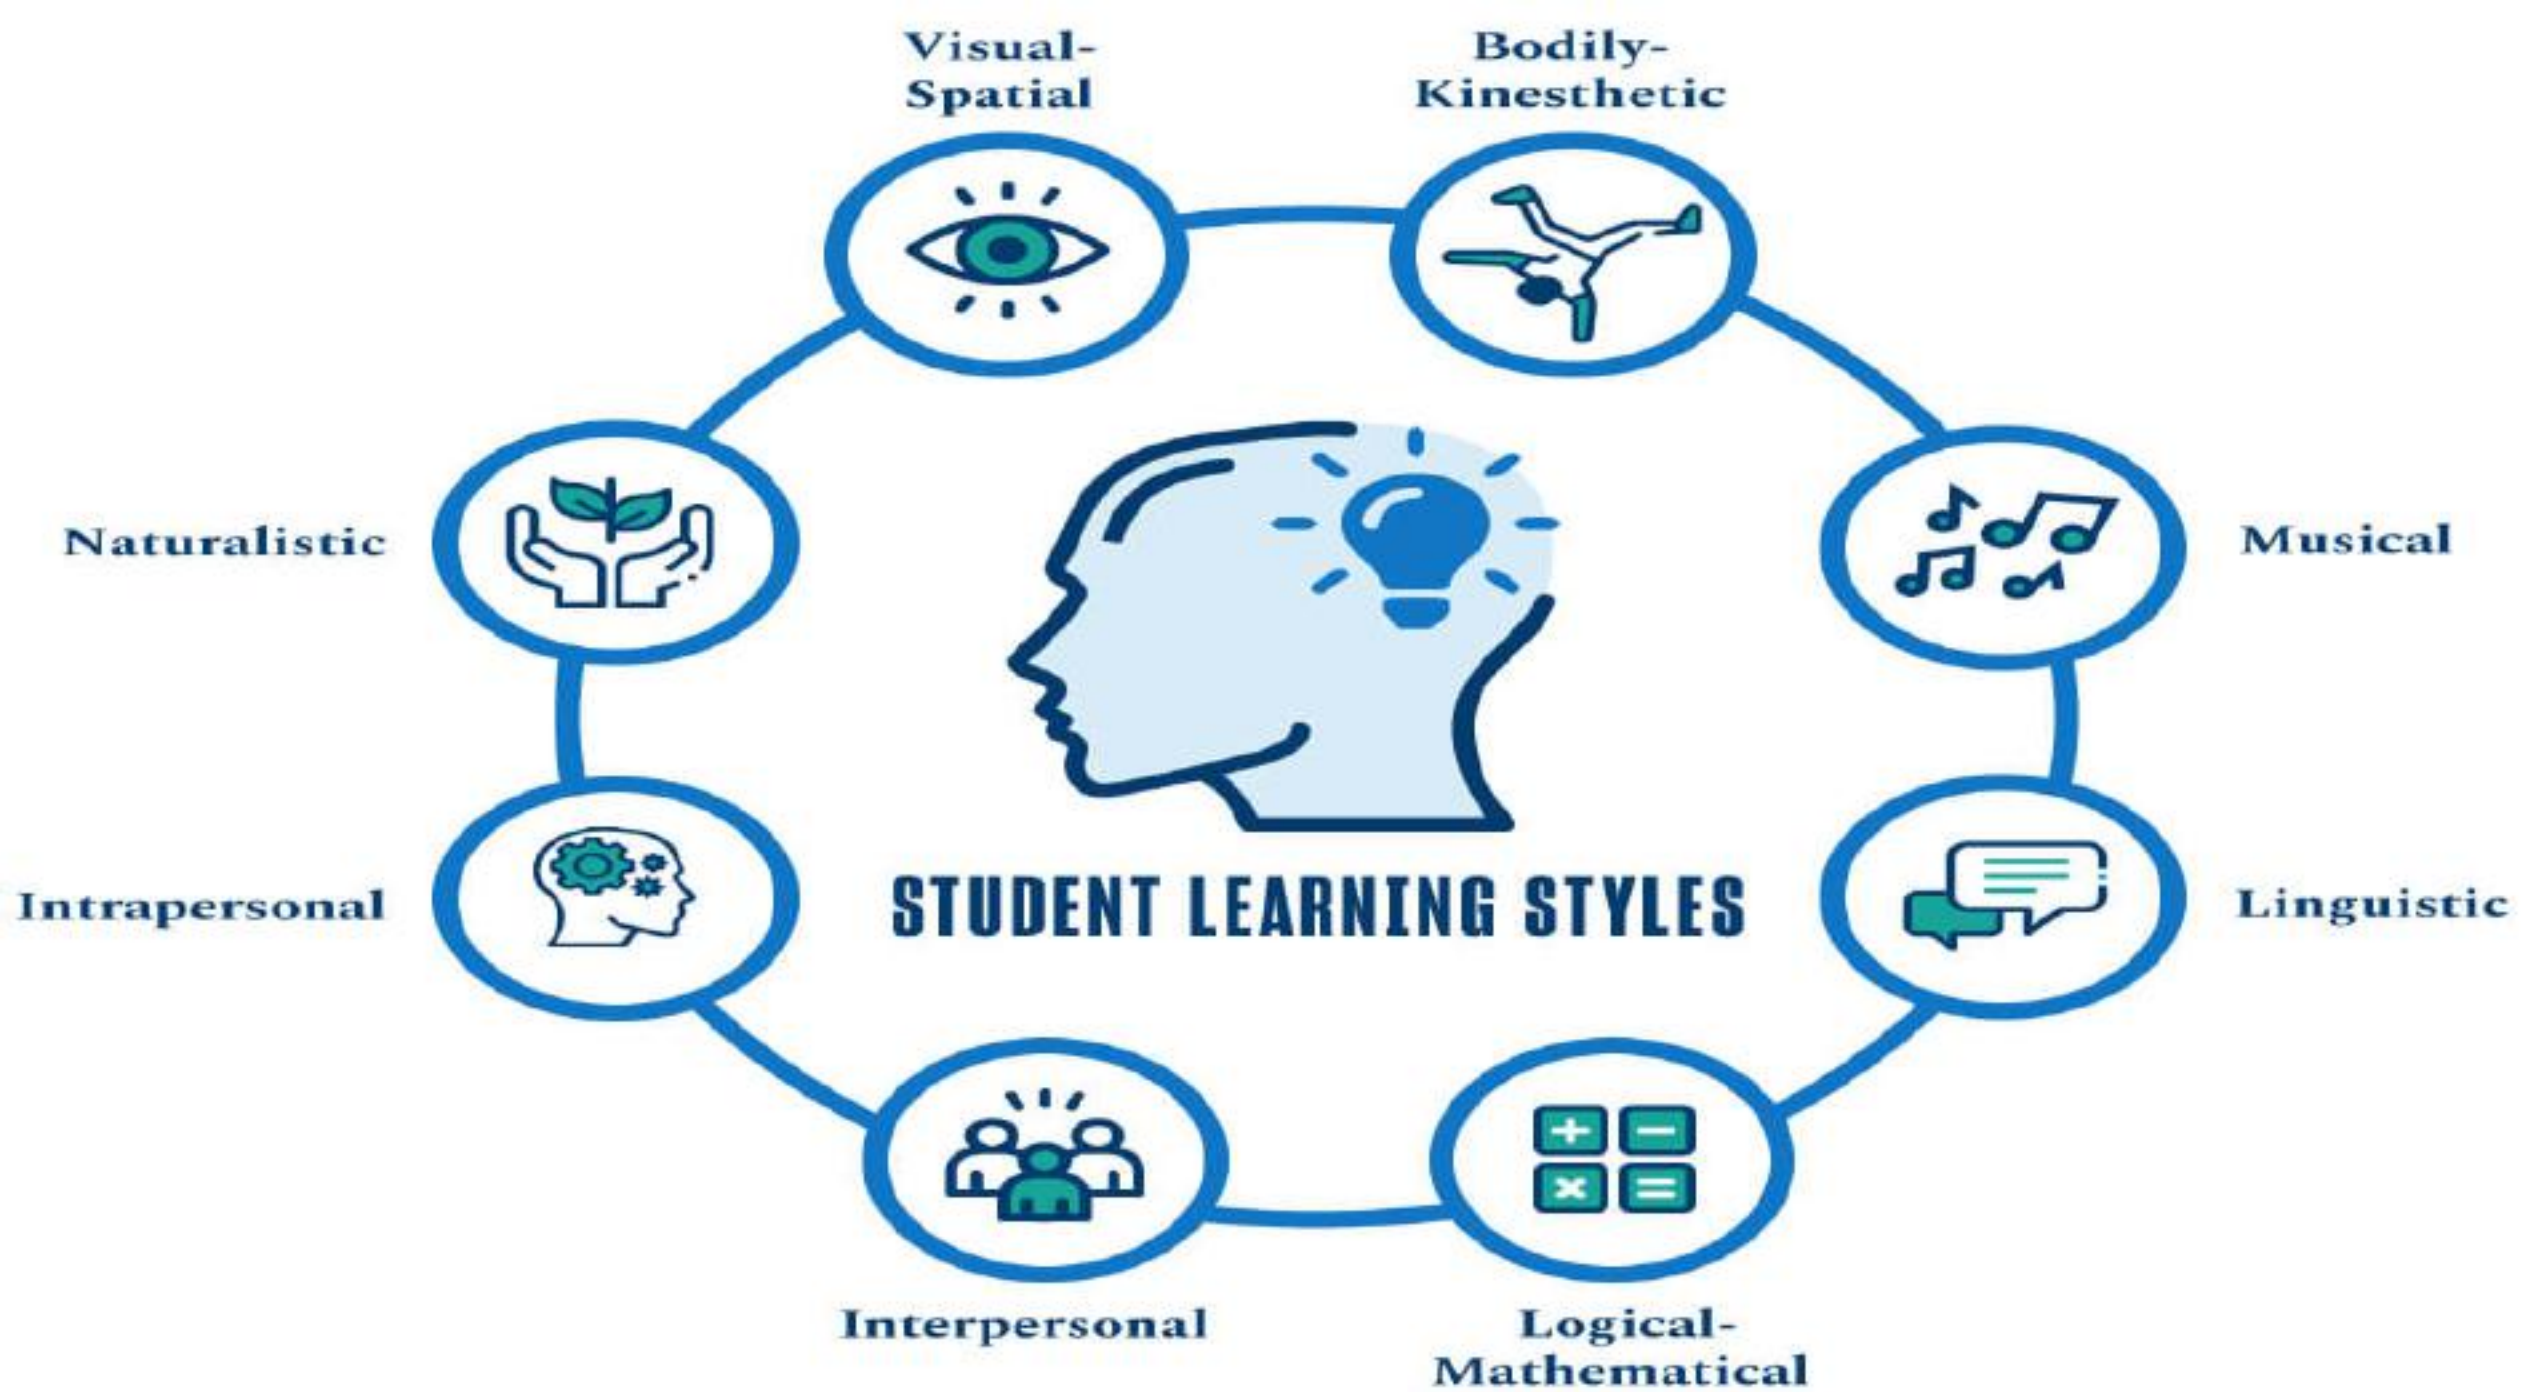 Visual-
Spatial
Bodily-
Kinesthetic
Naturalistic
Musical
Intrapersonal
STUDENT LEARNING STYLES
Linguistic
Interpersonal
Logical-
Mathematical